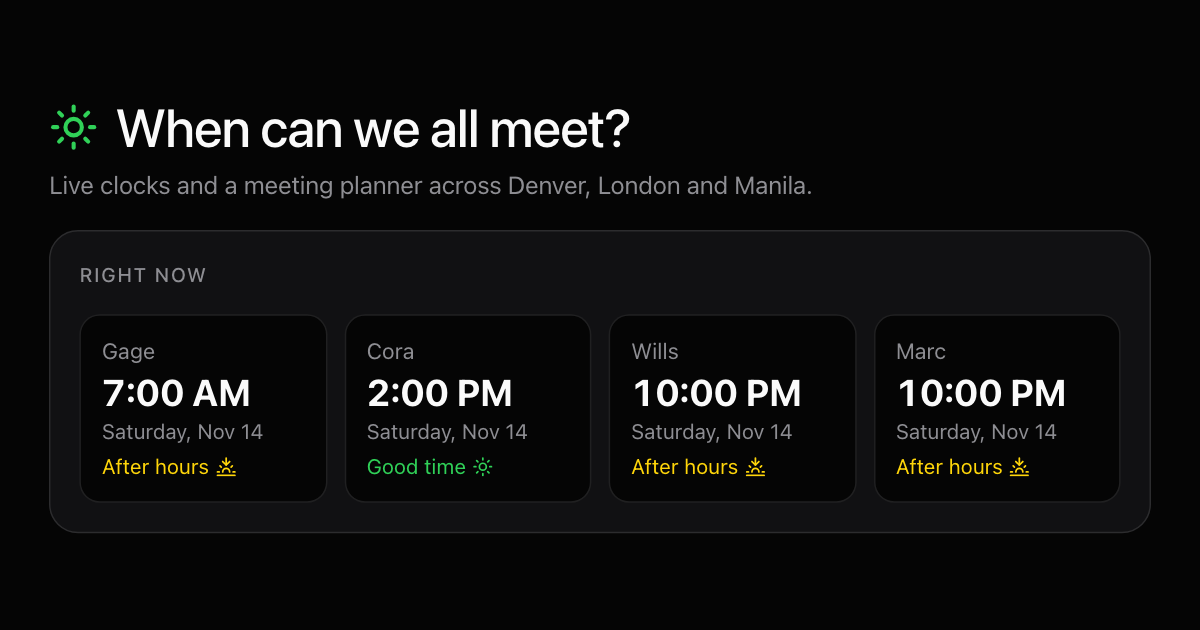 When can we all meet?
Live clocks and a meeting planner across Denver, London and Manila.
RIGHT NOW
Gage
7:00 AM
Saturday, Nov 14
After hours
Cora
2:00 PM
Saturday, Nov 14
Good time
Wills
10:00 PM
Saturday, Nov 14
After hours
Marc
10:00 PM
Saturday, Nov 14
After hours